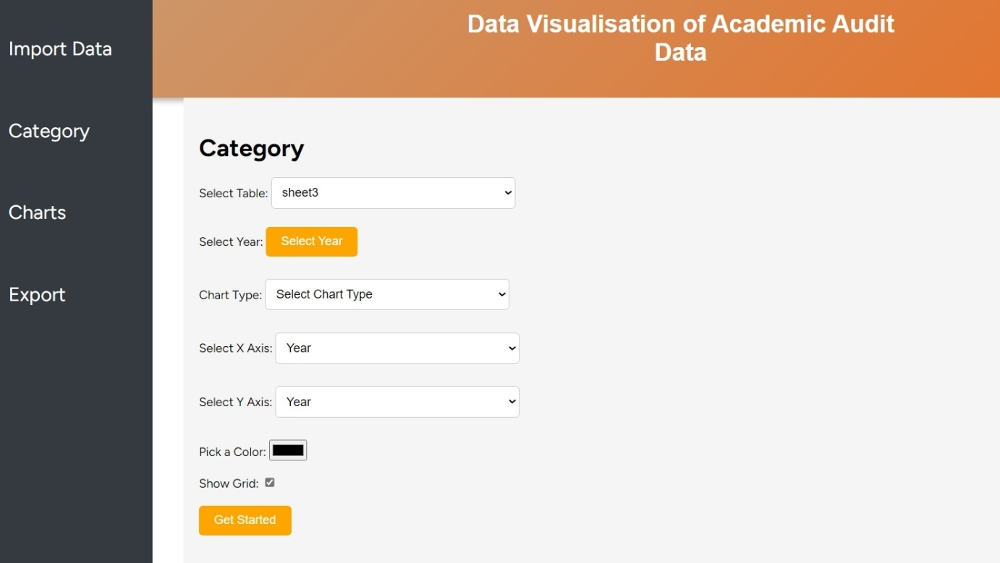 Import Data
Category
Charts
Export
Data Visualisation of Academic Audit
Data
Category
Select Table: sheet3
Select Year: Select Year
Chart Type: Select Chart Type
Select X Axis: Year
Select Y Axis: Year
Pick a Color:
Show Grid:
Get Started